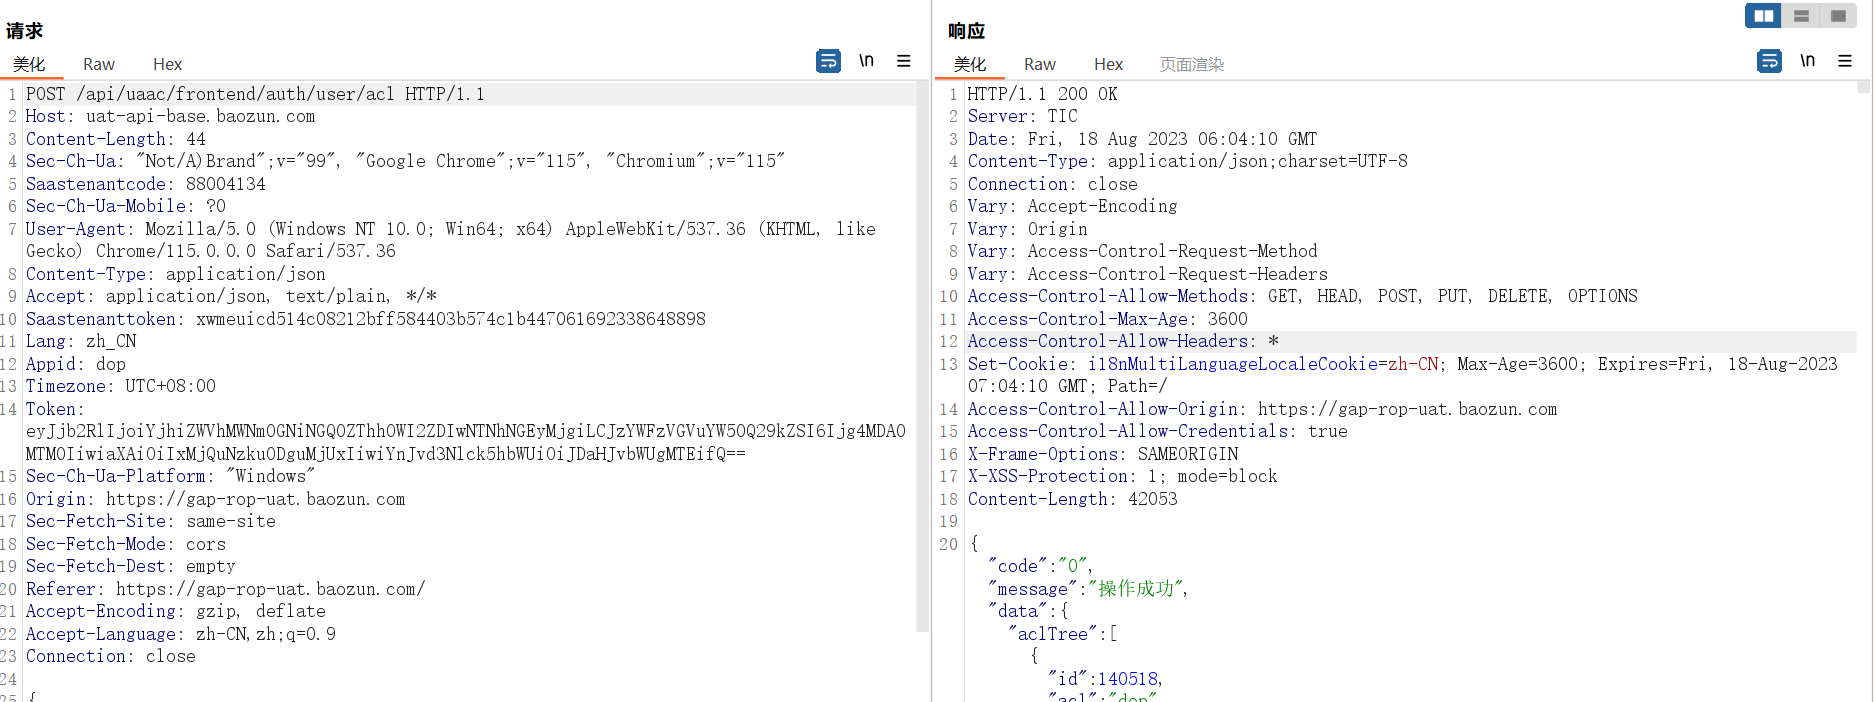 请求
美化 Raw Hex
\n
1 POST /api/uaac/frontend/auth/user/acl HTTP/1.1
2 Host: uat-api-base.baozun.com
3 Content-Length: 44
4 Sec-Ch-Ua: "Not/A)Brand";v="99", "Google Chrome";v="115", "Chromium";v="115"
5 Saastenantcode: 88004134
6 Sec-Ch-Ua-Mobile: ?0
7 User-Agent: Mozilla/5.0 (Windows NT 10.0; Win64; x64) AppleWebKit/537.36 (KHTML, like
Gecko) Chrome/115.0.0.0 Safari/537.36
8 Content-Type: application/json
9 Accept: application/json, text/plain, */*
10 Saastenanttoken: xwmeuicd514c08212bff584403b574c1b447061692338648898
11 Lang: zh_CN
12 Appid: dop
13 Timezone: UTC+08:00
14 Token:
eyJjb2RlIjoiYjhiZWVhMWNmOGNiNGQ0ZThhOWI2ZDIwNTNhNGEyMjgiLCJzYWFzVGVuYW50Q29kZSI6Ijg4MDA0
MTM0IiwiaXAiOiIxMjQuNzkuODguMjUxIiwiYnJvd3Nlck5hbWUiOiJDaHJvbWUgMTEifQ==
15 Sec-Ch-Ua-Platform: "Windows"
16 Origin: https://gap-rop-uat.baozun.com
17 Sec-Fetch-Site: same-site
18 Sec-Fetch-Mode: cors
19 Sec-Fetch-Dest: empty
20 Referer: https://gap-rop-uat.baozun.com/
21 Accept-Encoding: gzip, deflate
22 Accept-Language: zh-CN,zh;q=0.9
23 Connection: close
24
25 {
响应
美化 Raw Hex 页面渲染
\n
1 HTTP/1.1 200 OK
2 Server: TIC
3 Date: Fri, 18 Aug 2023 06:04:10 GMT
4 Content-Type: application/json;charset=UTF-8
5 Connection: close
6 Vary: Accept-Encoding
7 Vary: Origin
8 Vary: Access-Control-Request-Method
9 Vary: Access-Control-Request-Headers
10 Access-Control-Allow-Methods: GET, HEAD, POST, PUT, DELETE, OPTIONS
11 Access-Control-Max-Age: 3600
12 Access-Control-Allow-Headers: *
13 Set-Cookie: i18nMultiLanguageLocaleCookie=zh-CN; Max-Age=3600; Expires=Fri, 18-Aug-2023
07:04:10 GMT; Path=/
14 Access-Control-Allow-Origin: https://gap-rop-uat.baozun.com
15 Access-Control-Allow-Credentials: true
16 X-Frame-Options: SAMEORIGIN
17 X-XSS-Protection: 1; mode=block
18 Content-Length: 42053
19
20 {
"code":"0",
"message":"操作成功",
"data":{
"aclTree":[
{
"id":140518,
"acl":"dop"